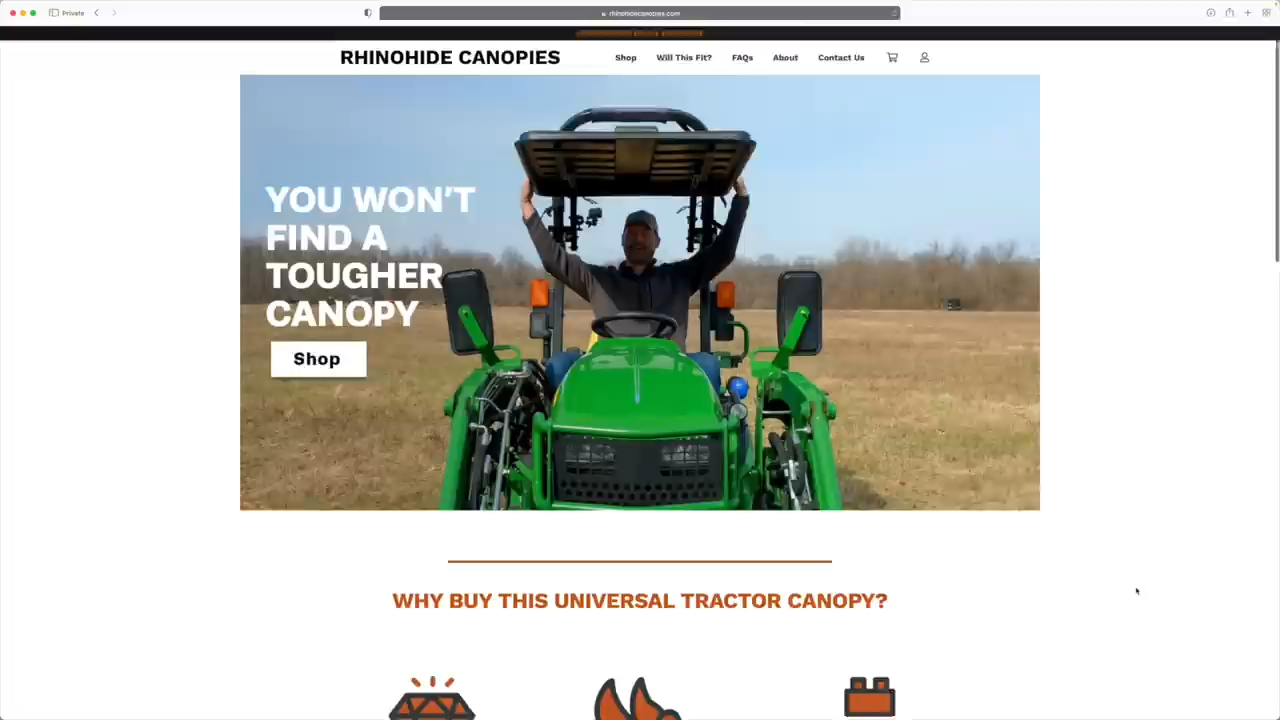 Private
rhinohidecanopies.com
RHINOHIDE CANOPIES
Shop
Will This Fit?
FAQs
About
Contact Us
YOU WON'T
FIND A
TOUGHER
CANOPY
Shop
WHY BUY THIS UNIVERSAL TRACTOR CANOPY?